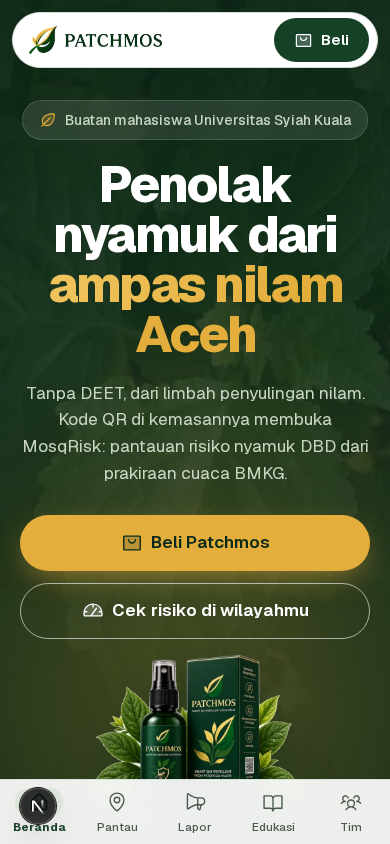 PATCHMOS
Beli
Buatan mahasiswa Universitas Syiah Kuala
Penolak
nyamuk dari
ampas nilam
Aceh
Tanpa DEET, dari limbah penyulingan nilam.
Kode QR di kemasannya membuka
MosqRisk: pantauan risiko nyamuk DBD dari
prakiraan cuaca BMKG.
Beli Patchmos
Cek risiko di wilayahmu
PATCHMOS
PATCHMOS
N
Beranda
Pantau
Lapor
Edukasi
Tim